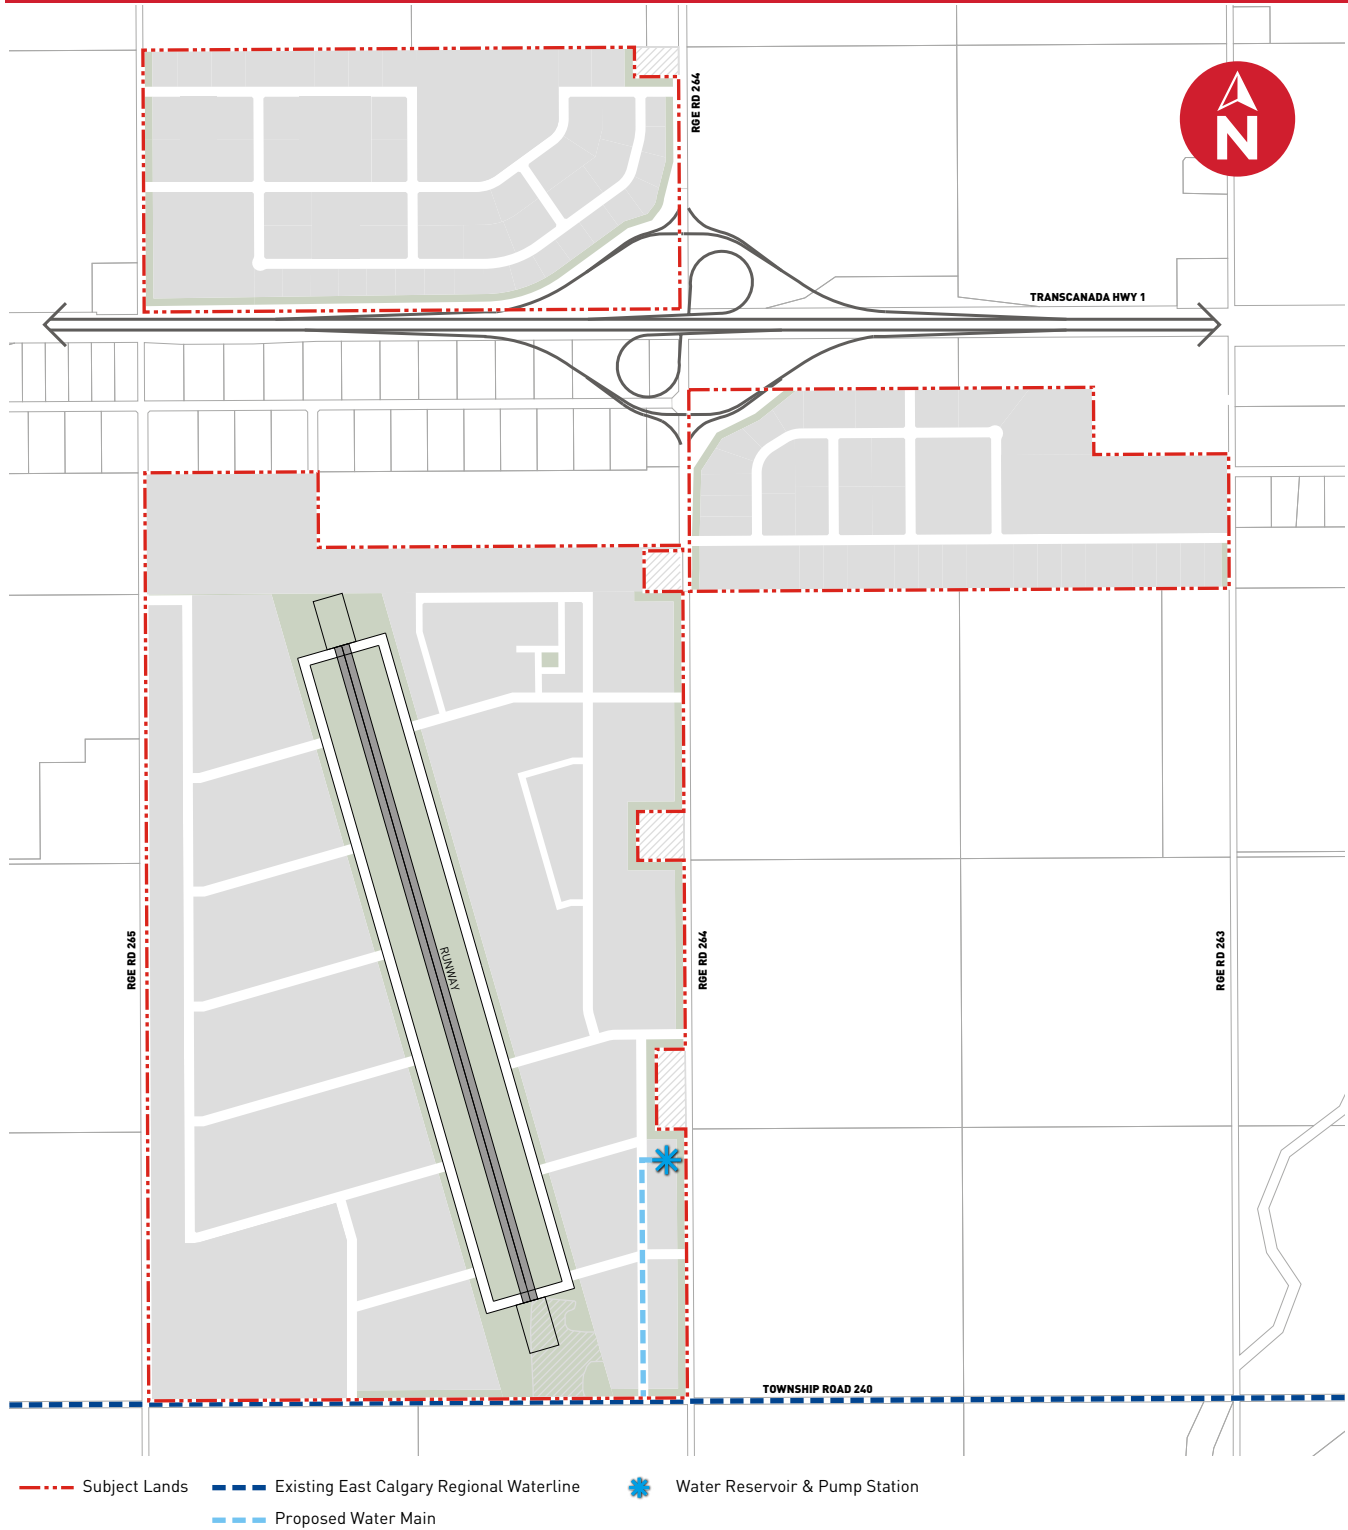 RGE RD 264
N
TRANSCANADA HWY 1
RGE RD 265
RUNWAY
RGE RD 264
RGE RD 263
TOWNSHIP ROAD 240
Subject Lands
Existing East Calgary Regional Waterline
Water Reservoir & Pump Station
Proposed Water Main